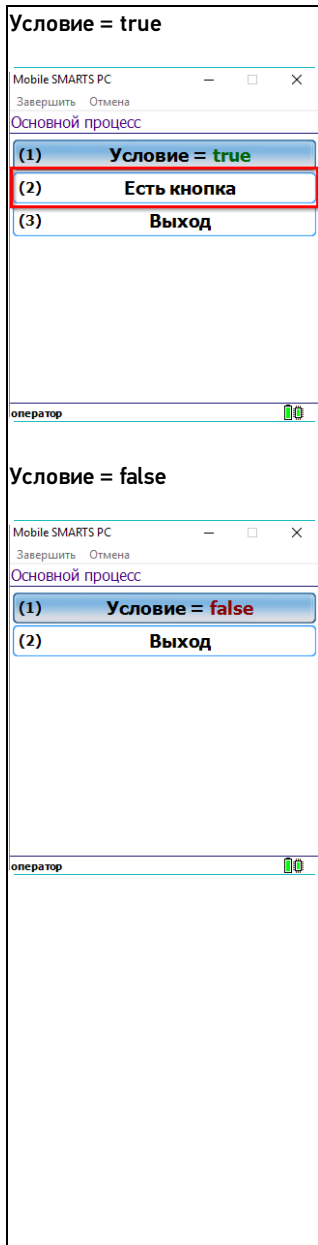 Условие = true
Mobile SMARTS PC
Завершить Отмена
Основной процесс
(1) Условие = true
(2) Есть кнопка
(3) Выход
оператор
Условие = false
Mobile SMARTS PC
Завершить Отмена
Основной процесс
(1) Условие = false
(2) Выход
оператор